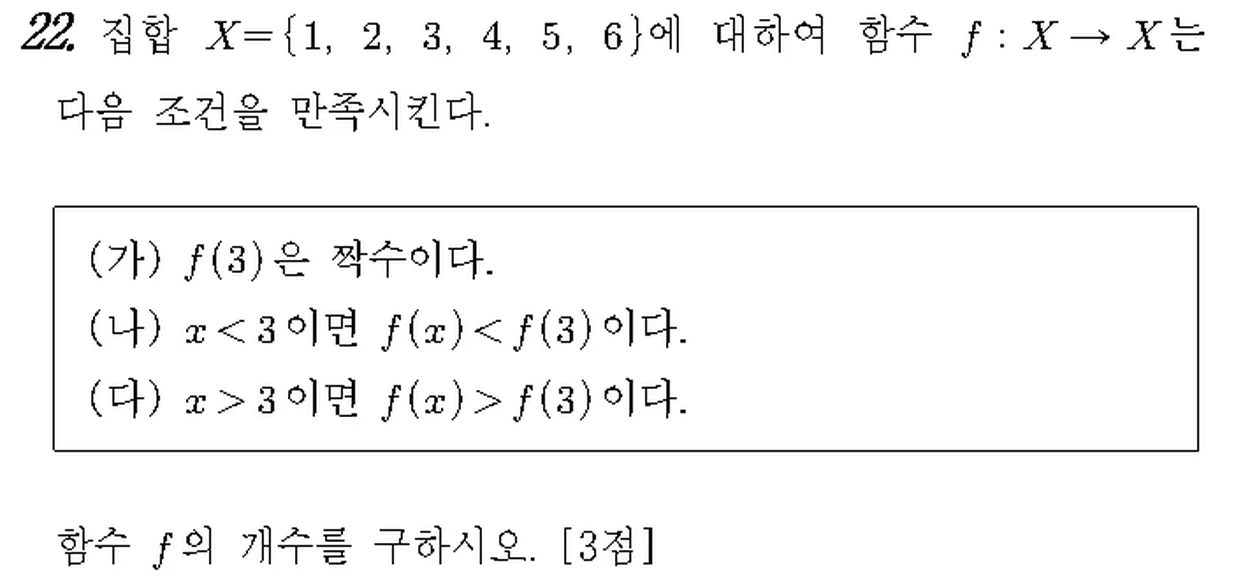 22. 집합 X={1, 2, 3, 4, 5, 6}에 대하여 함수 f : X → X는
다음 조건을 만족시킨다.
(가) f(3)은 짝수이다.
(나) x<3이면 f(x)<f(3)이다.
(다) x>3이면 f(x)>f(3)이다.
함수 f의 개수를 구하시오. [3점]